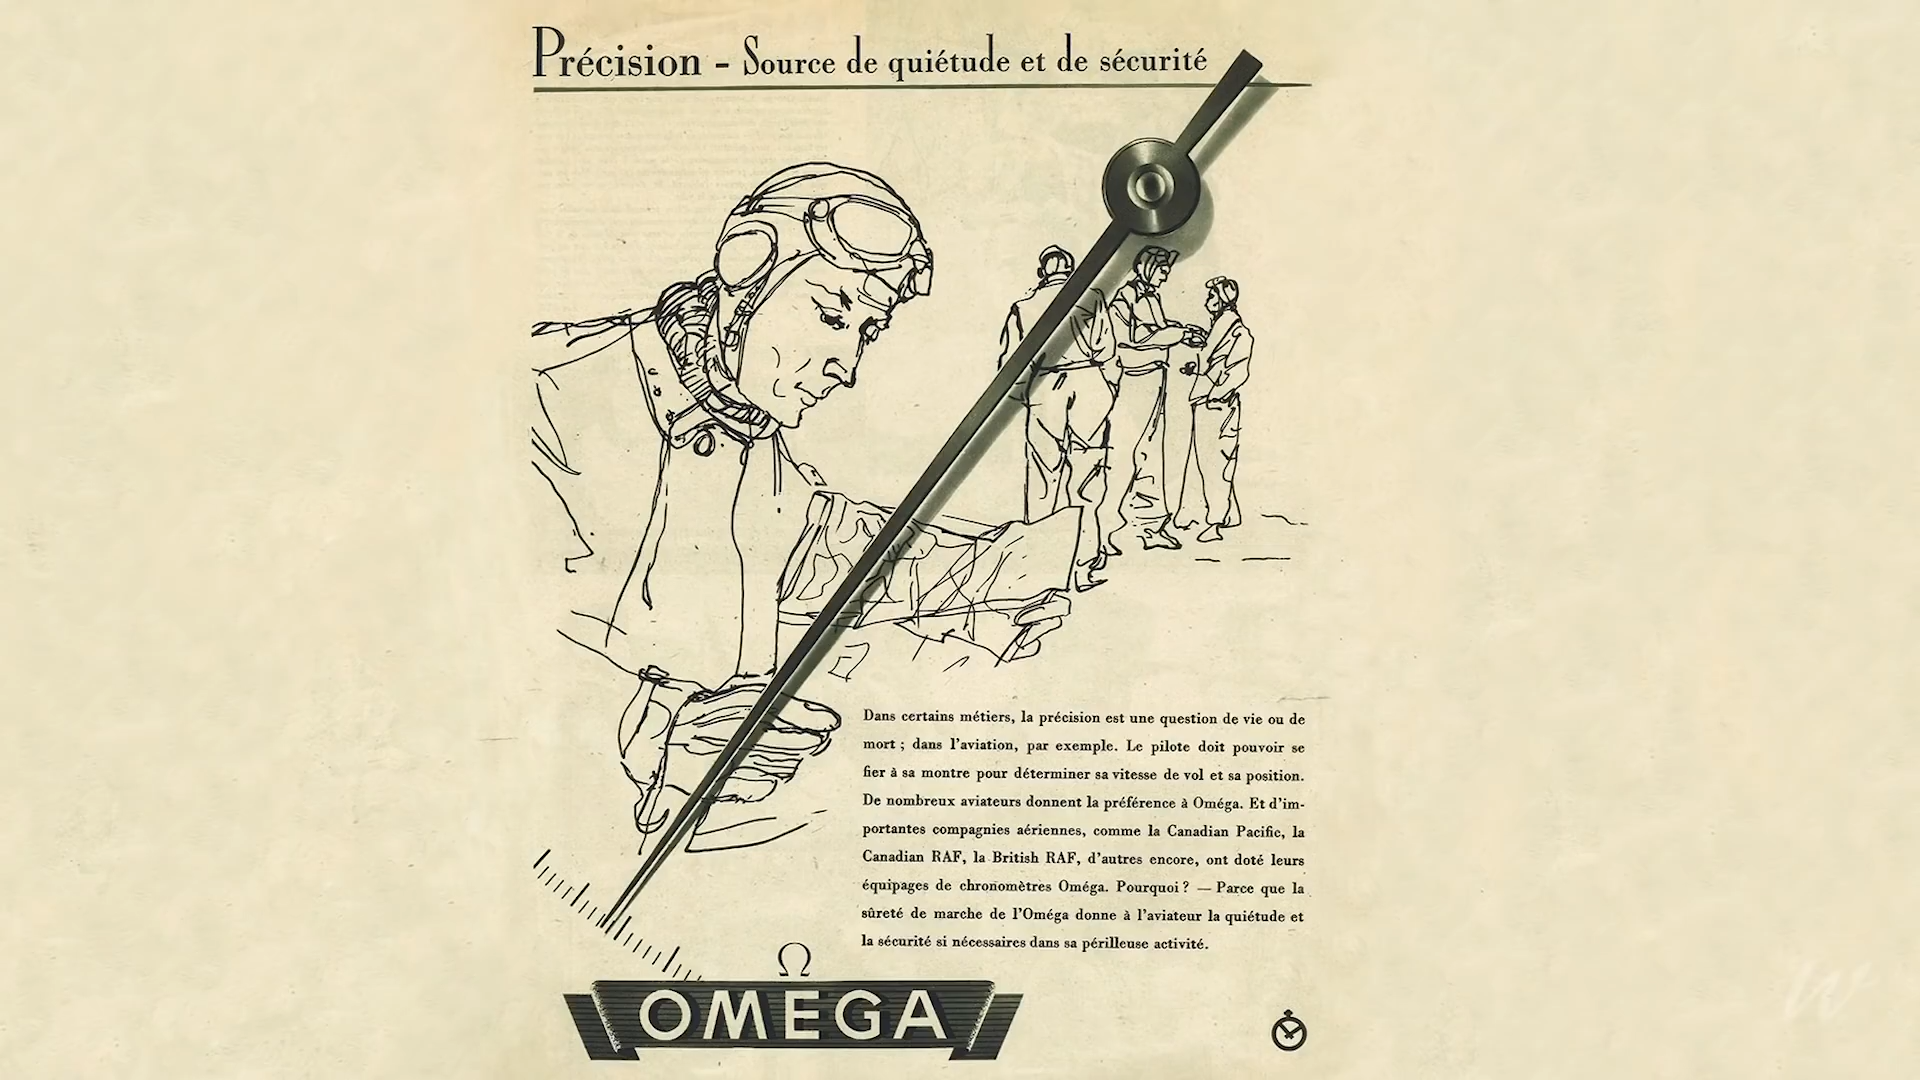 Précision - Source de quiétude et de sécurité
Dans certains métiers, la précision est une question de vie ou de
mort ; dans l'aviation, par exemple. Le pilote doit pouvoir se
fier à sa montre pour déterminer sa vitesse de vol et sa position.
De nombreux aviateurs donnent la préférence à Oméga. Et d'im-
portantes compagnies aériennes, comme la Canadian Pacific, la
Canadian RAF, la British RAF, d'autres encore, ont doté leurs
équipages de chronomètres Oméga. Pourquoi ? — Parce que la
sûreté de marche de l'Oméga donne à l'aviateur la quiétude et
la sécurité si nécessaires dans sa périlleuse activité.
Ω
OMEGA
w